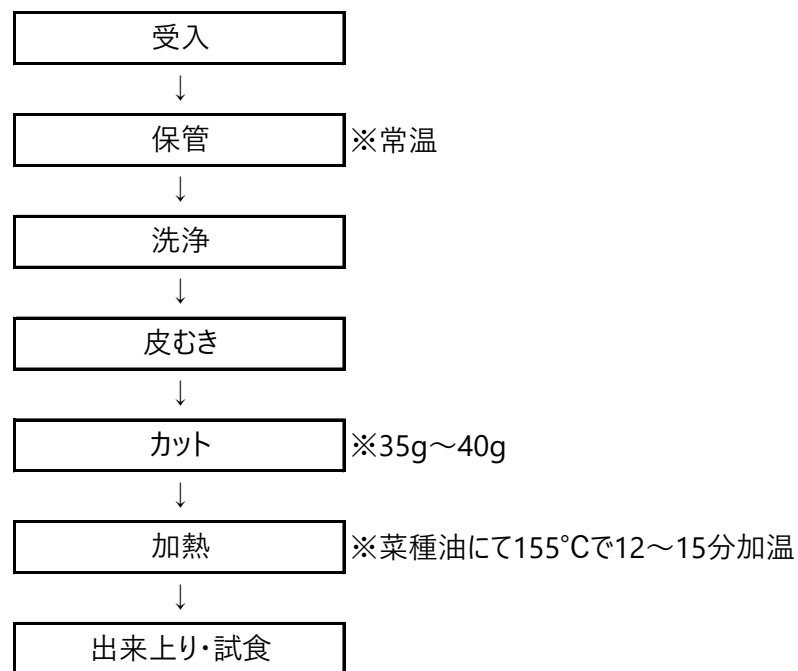 受入
↓
保管 ※常温
↓
洗浄
↓
皮むき
↓
カット ※35g～40g
↓
加熱 ※菜種油にて155°Cで12～15分加温
↓
出来上り・試食